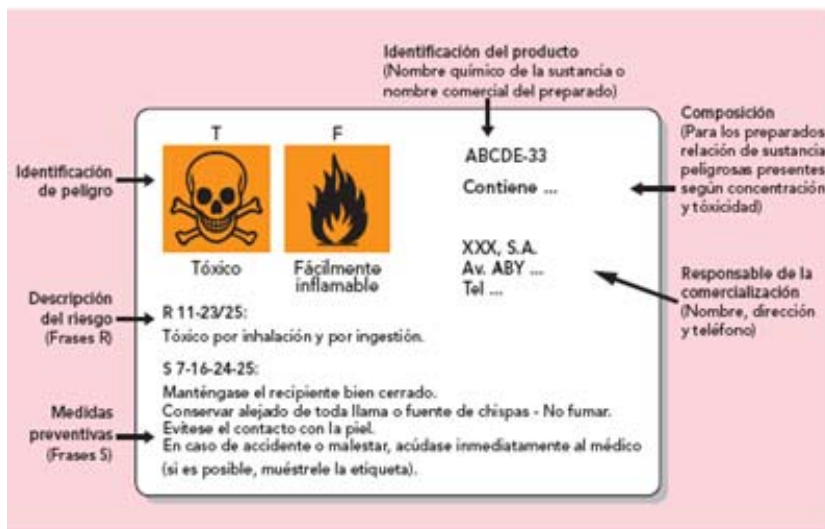 Identificación del producto
(Nombre químico de la sustancia o
nombre comercial del preparado)
Composición
(Para los preparados
relación de sustancia
peligrosas presentes
según concentración
y tóxicidad)
Identificación
de peligro
T
F
ABCDE-33
Contiene ...
Tóxico
Fácilmente
inflamable
XXX, S.A.
Av. ABY ...
Tel ...
Responsable de la
comercialización
(Nombre, dirección
y teléfono)
Descripción
del riesgo
(Frases R)
R 11-23/25:
Tóxico por inhalación y por ingestión.
S 7-16-24-25:
Manténgase el recipiente bien cerrado.
Conservar alejado de toda llama o fuente de chispas - No fumar.
Evítese el contacto con la piel.
En caso de accidente o malestar, acúdase inmediatamente al médico
(si es posible, muéstrele la etiqueta).
Medidas
preventivas
(Frases S)